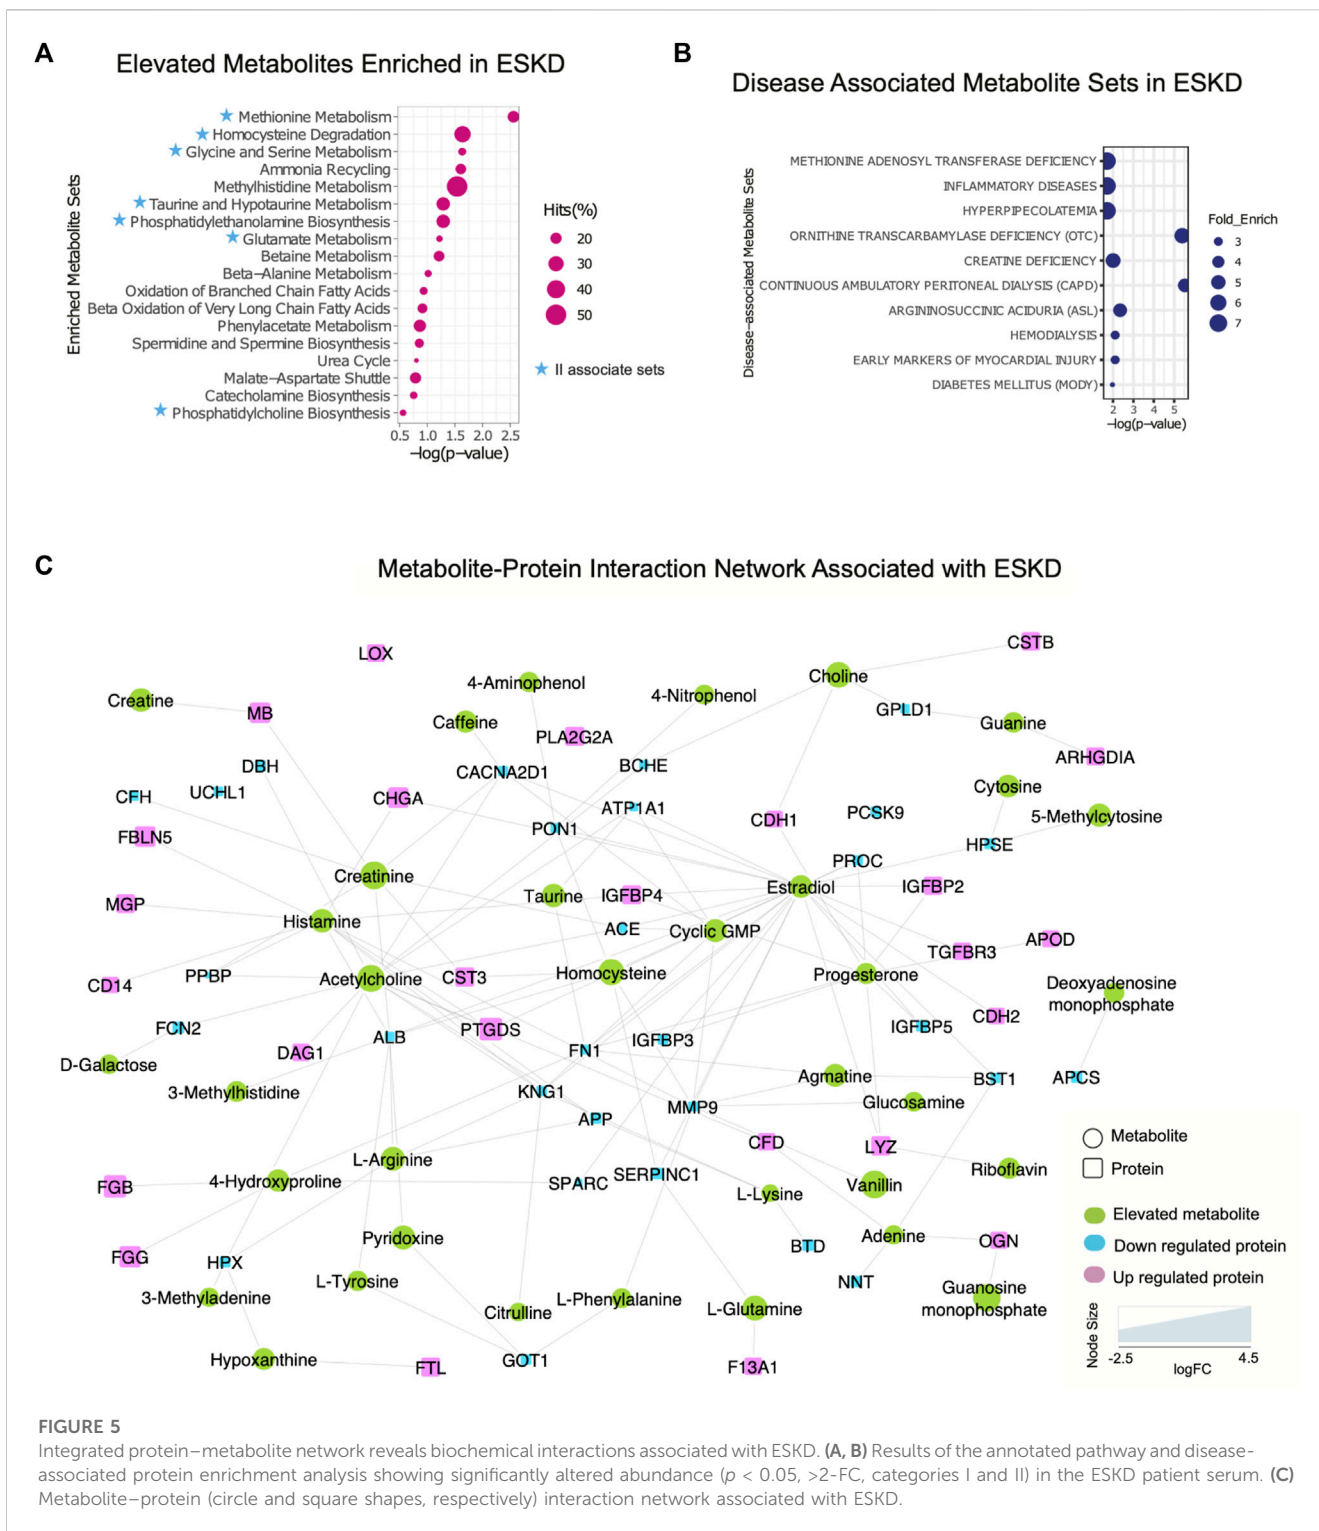 A
Elevated Metabolites Enriched in ESKD
Enriched Metabolite Sets
Methionine Metabolism
Homocysteine Degradation
Glycine and Serine Metabolism
Ammonia Recycling
Methylhistidine Metabolism
Taurine and Hypotaurine Metabolism
Phosphatidylethanolamine Biosynthesis
Glutamate Metabolism
Betaine Metabolism
Beta–Alanine Metabolism
Oxidation of Branched Chain Fatty Acids
Beta Oxidation of Very Long Chain Fatty Acids
Phenylacetate Metabolism
Spermidine and Spermine Biosynthesis
Urea Cycle
Malate–Aspartate Shuttle
Catecholamine Biosynthesis
Phosphatidylcholine Biosynthesis
0.5 1.0 1.5 2.0 2.5
–log(p–value)
Hits(%)
20
30
40
50
II associate sets
B
Disease Associated Metabolite Sets in ESKD
Disease–associated Metabolite Sets
METHIONINE ADENOSYL TRANSFERASE DEFICIENCY
INFLAMMATORY DISEASES
HYPERPIPECOLATEMIA
ORNITHINE TRANSCARBAMYLASE DEFICIENCY (OTC)
CREATINE DEFICIENCY
CONTINUOUS AMBULATORY PERITONEAL DIALYSIS (CAPD)
ARGININOSUCCINIC ACIDURIA (ASL)
HEMODIALYSIS
EARLY MARKERS OF MYOCARDIAL INJURY
DIABETES MELLITUS (MODY)
2 3 4 5
–log(p–value)
Fold_Enrich
3
4
5
6
7
C
Metabolite-Protein Interaction Network Associated with ESKD
CSTB
LOX
Choline
4-Aminophenol
4-Nitrophenol
Creatine
GPLD1
MB
Caffeine
Guanine
PLA2G2A
ARHGDIA
DBH
CACNA2D1
BCHE
Cytosine
CFH
UCHL1
CHGA
ATP1A1
PCSK9
5-Methylcytosine
FBLN5
PON1
CDH1
HPSE
PROC
Creatinine
Estradiol
IGFBP2
Taurine
IGFBP4
MGP
Histamine
ACE
Cyclic GMP
APOD
TGFBR3
PPBP
CD14
Acetylcholine
CST3
Homocysteine
Progesterone
Deoxyadenosine
monophosphate
CDH2
FCN2
PTGDS
IGFBP5
ALB
IGFBP3
DAG1
FN1
D-Galactose
3-Methylhistidine
KNG1
Agmatine
BST1
APCS
MMP9
Glucosamine
APP
CFD
LYZ
L-Arginine
Riboflavin
FGB
4-Hydroxyproline
SPARC
SERPINC1
L-Lysine
Vanillin
Pyridoxine
Adenine
OGN
BTD
FGG
HPX
L-Tyrosine
NNT
3-Methyladenine
Citrulline
L-Phenylalanine
L-Glutamine
Guanosine
monophosphate
Hypoxanthine
FTL
GOT1
F13A1
Metabolite
Protein
Elevated metabolite
Down regulated protein
Up regulated protein
Node Size
-2.5
4.5
logFC
FIGURE 5
Integrated protein–metabolite network reveals biochemical interactions associated with ESKD. (A, B) Results of the annotated pathway and disease-
associated protein enrichment analysis showing significantly altered abundance (p < 0.05, >2-FC, categories I and II) in the ESKD patient serum. (C)
Metabolite–protein (circle and square shapes, respectively) interaction network associated with ESKD.